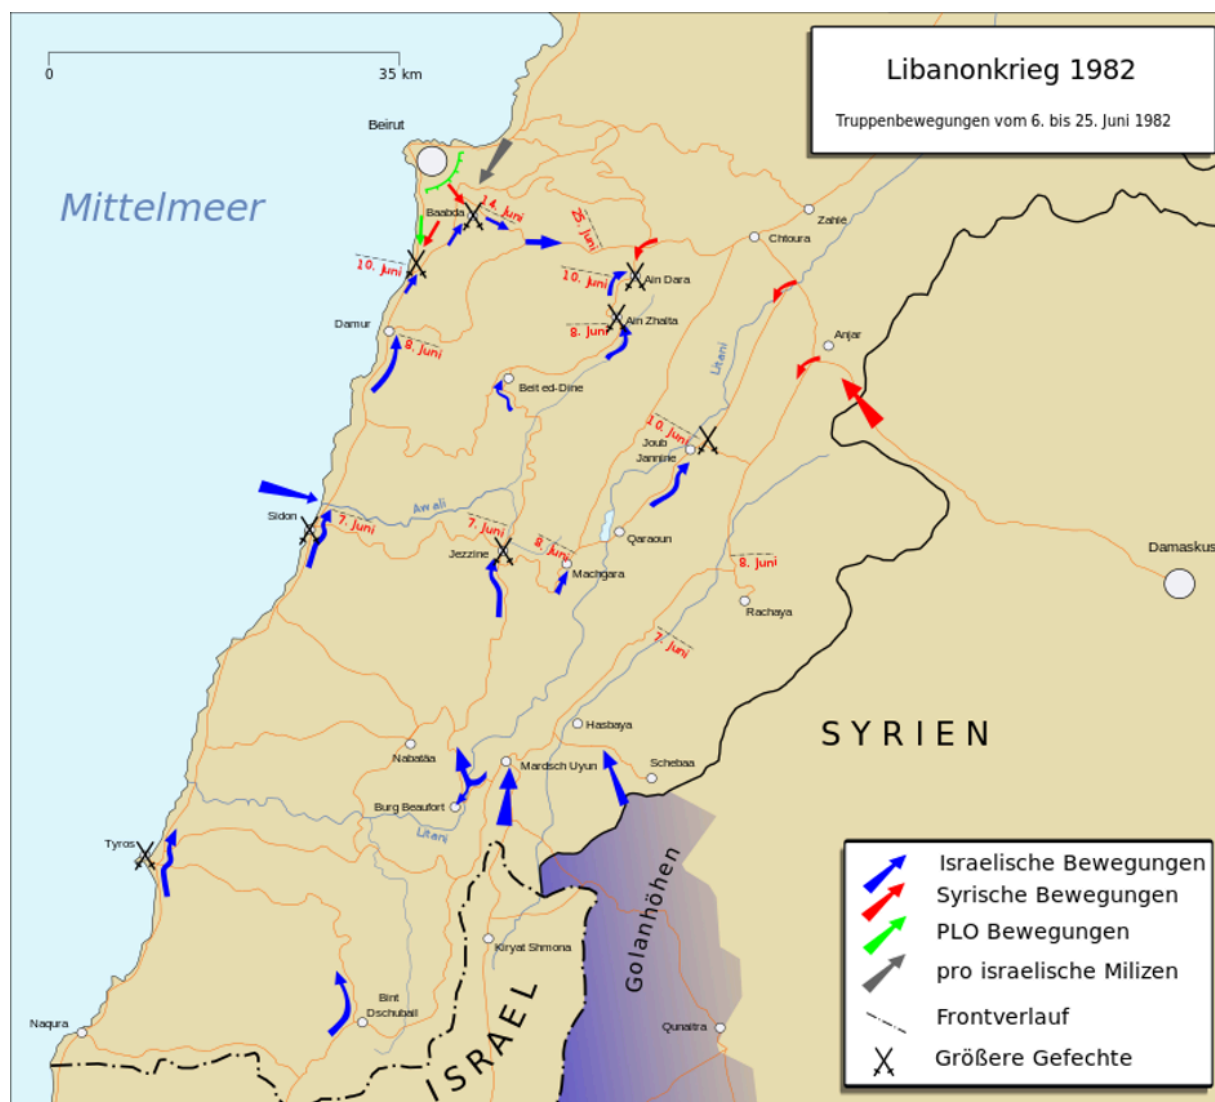 Libanonkrieg 1982
Truppenbewegungen vom 6. bis 25. Juni 1982
0
35 km
Beirut
Mittelmeer
Baabda
14. Juni
25. Juni
Zahlé
Chtoura
10. Juni
10. Juni
Ain Dara
Damur
8. Juni
8. Juni
Ain Zhalta
Anjar
Litani
Beit ed-Dine
10. Juni
Joub
Jannine
Sidon
7. Juni
Awali
7. Juni
Jezzine
8. Juni
Machgara
Qaraoun
8. Juni
Rachaya
Damaskus
7. Juni
Hasbaya
SYRIEN
Nabatäa
Mardsch Uyun
Schebaa
Burg Beaufort
Litani
Tyros
Golanhöhen
Kiryat Shmona
ISRAEL
Bint
Dschubail
Naqura
Qunaitra
Israelische Bewegungen
Syrische Bewegungen
PLO Bewegungen
pro israelische Milizen
Frontverlauf
Größere Gefechte